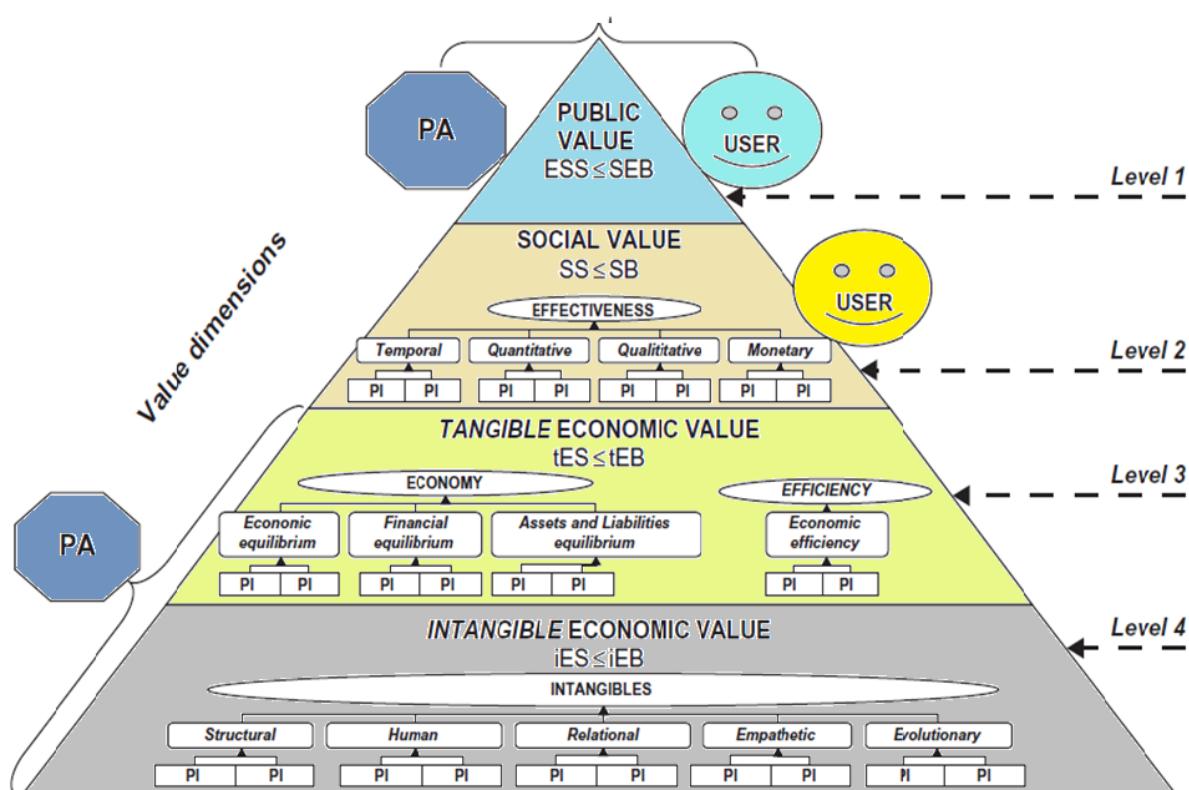 PA
PUBLIC
VALUE
ESS ≤ SEB
USER
Level 1
SOCIAL VALUE
SS ≤ SB
USER
EFFECTIVENESS
Temporal Quantitative Qualititative Monetary
PI PI PI PI PI PI PI PI
Level 2
Value dimensions
TANGIBLE ECONOMIC VALUE
tES ≤ tEB
ECONOMY EFFICIENCY
Level 3
Economic equilibrium
Financial equilibrium
Assets and Liabilities equilibrium
Economic efficiency
PI PI PI PI PI PI PI PI
PA
INTANGIBLE ECONOMIC VALUE
iES ≤ iEB
Level 4
INTANGIBLES
Structural Human Relational Empathetic Evolutionary
PI PI PI PI PI PI PI PI PI PI